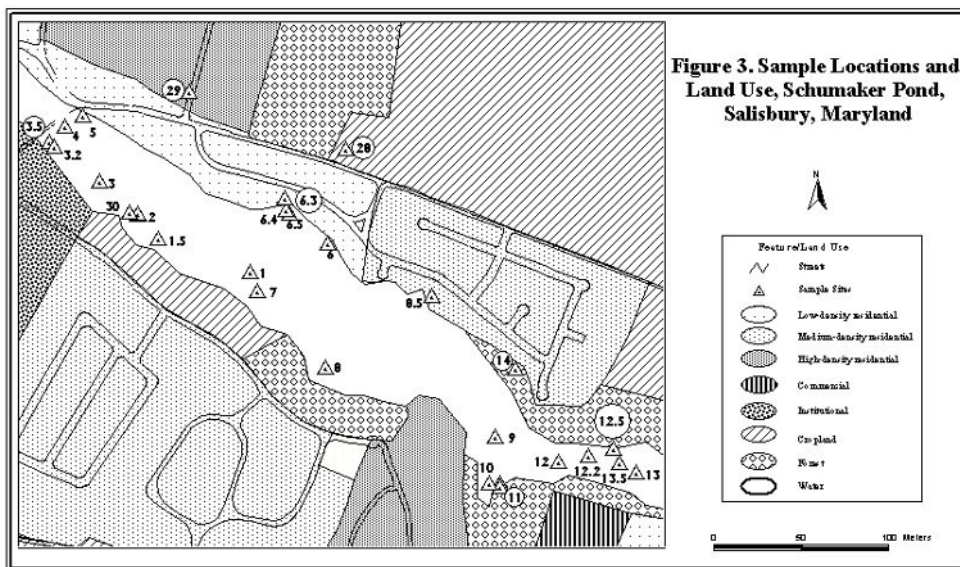 Figure 3. Sample Locations and
Land Use, Schumaker Pond,
Salisbury, Maryland
N
Feature/Land Use
Streets
Sample Sites
Low-density residential
Medium-density residential
High-density residential
Commercial
Institutional
Cropland
Forest
Water
0 50 100 Meters
29
3.5
4
5
3.2
28
3
6.3
30
2
6.4
6.5
1.5
6
1
7
8.5
8
14
12.5
9
12
12.2
10
13.5
13
11